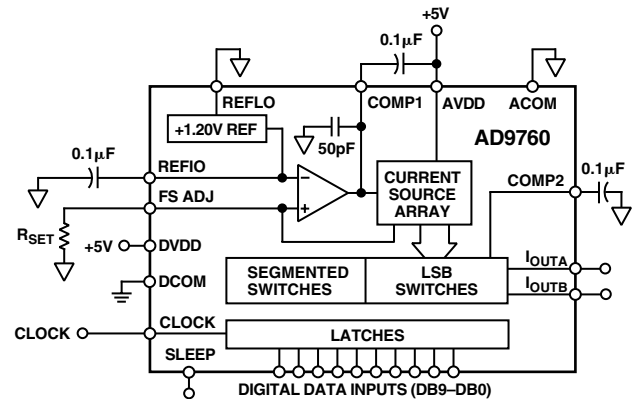 +5V
0.1µF
REFLO
COMP1
AVDD
ACOM
+1.20V REF
50pF
AD9760
0.1µF
REFIO
CURRENT
SOURCE
ARRAY
COMP2
0.1µF
FS ADJ
RSET
+5V
DVDD
DCOM
SEGMENTED
SWITCHES
LSB
SWITCHES
IOUTA
IOUTB
CLOCK
CLOCK
LATCHES
SLEEP
DIGITAL DATA INPUTS (DB9–DB0)